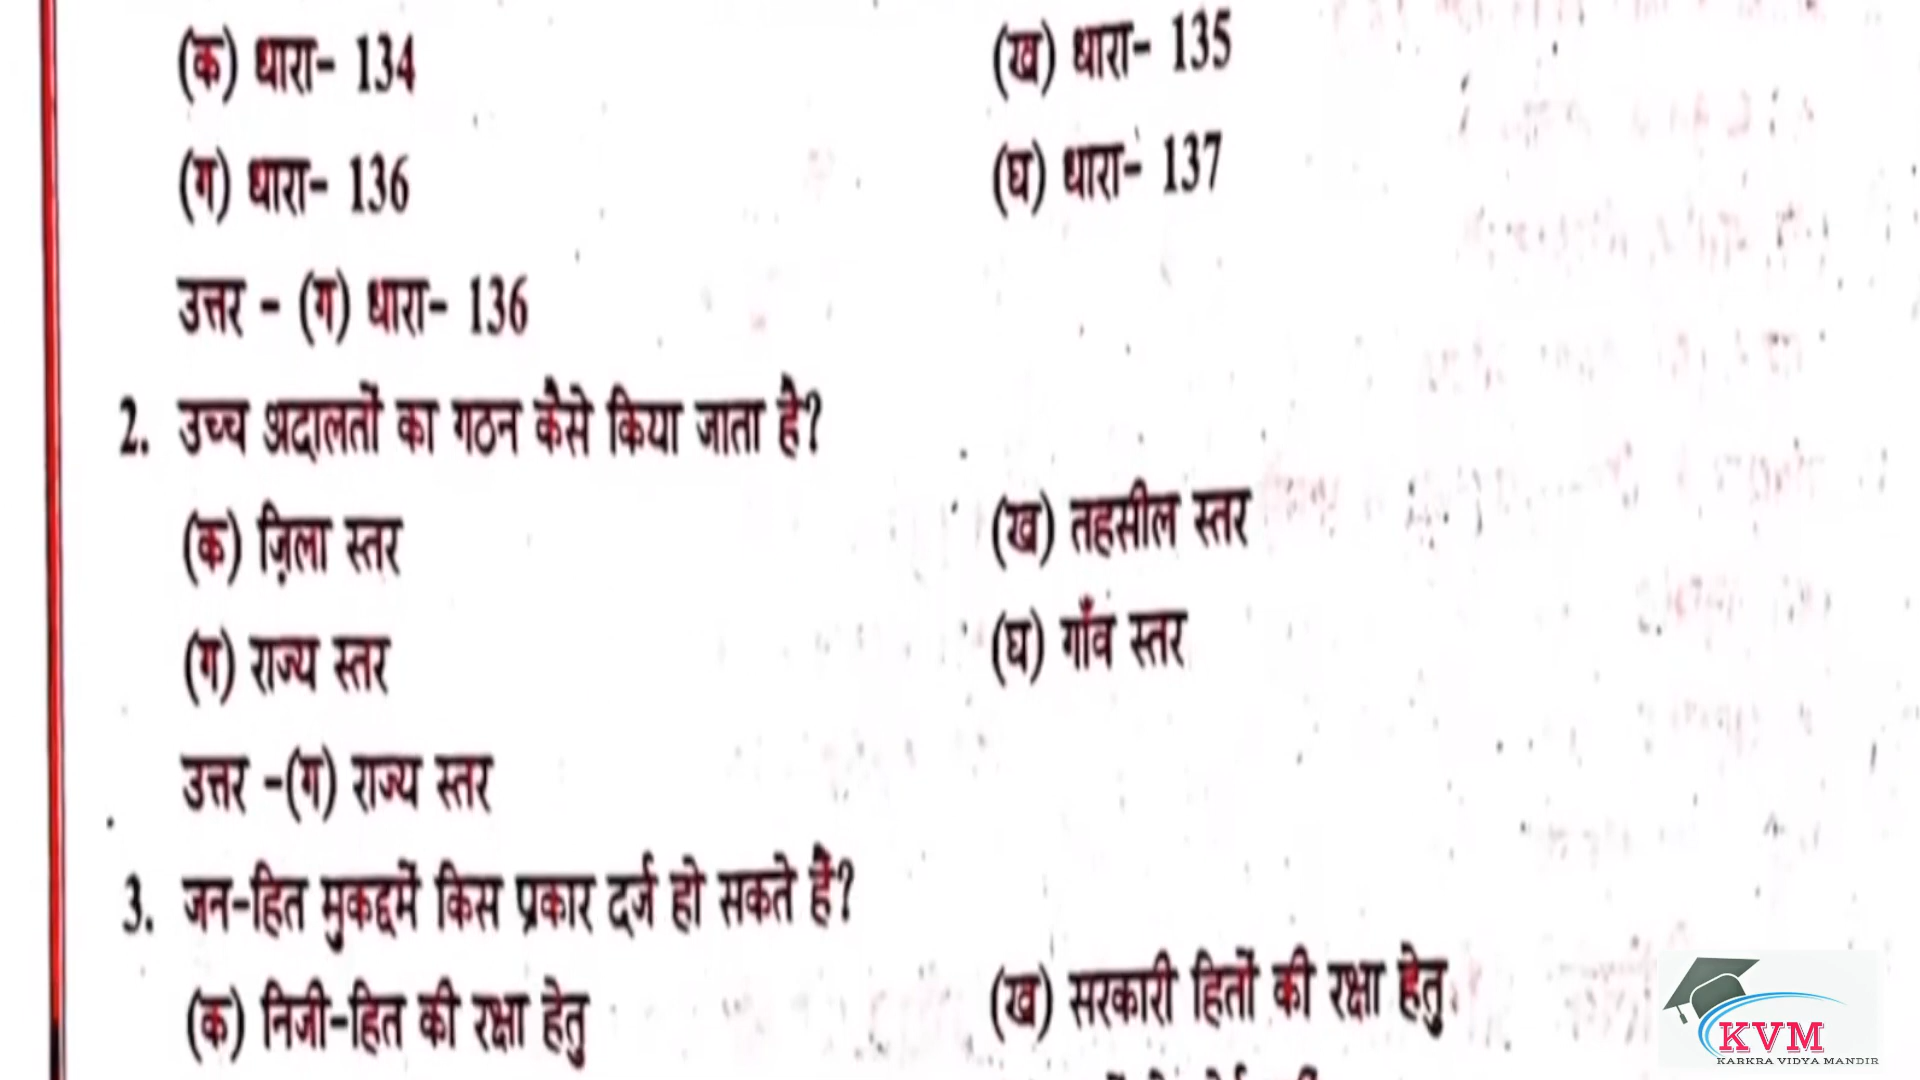 (क) धारा- 134 (ख) धारा- 135
(ग) धारा- 136 (घ) धारा- 137
उत्तर - (ग) धारा- 136
2. उच्च अदालतों का गठन कैसे किया जाता है?
(क) ज़िला स्तर (ख) तहसील स्तर
(ग) राज्य स्तर (घ) गाँव स्तर
उत्तर -(ग) राज्य स्तर
3. जन-हित मुकद्दमें किस प्रकार दर्ज हो सकते हैं?
(क) निजी-हित की रक्षा हेतु (ख) सरकारी हितों की रक्षा हेतु
KVM
KARKRA VIDYA MANDIR